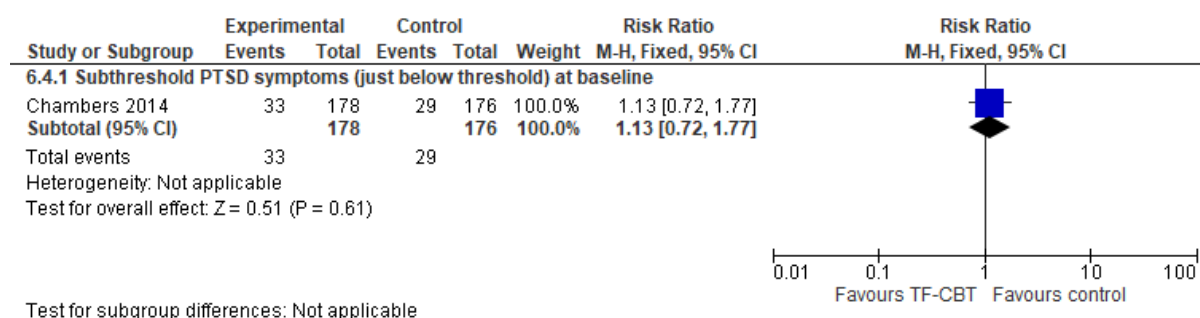 Experimental Control Risk Ratio Risk Ratio
Study or Subgroup Events Total Events Total Weight M-H, Fixed, 95% CI M-H, Fixed, 95% CI
6.4.1 Subthreshold PTSD symptoms (just below threshold) at baseline
Chambers 2014 33 178 29 176 100.0% 1.13 [0.72, 1.77]
Subtotal (95% CI) 178 176 100.0% 1.13 [0.72, 1.77]
Total events 33 29
Heterogeneity: Not applicable
Test for overall effect: Z = 0.51 (P = 0.61)
0.01 0.1 1 10 100
Favours TF-CBT Favours control
Test for subgroup differences: Not applicable